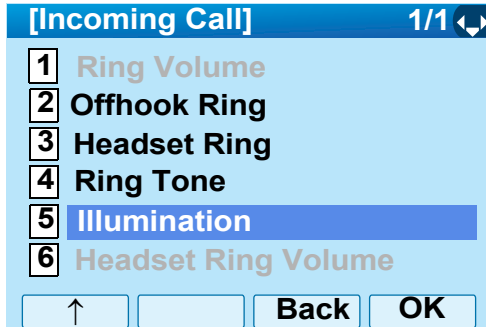 [Incoming Call] 1/1
1 Ring Volume
2 Offhook Ring
3 Headset Ring
4 Ring Tone
5 Illumination
6 Headset Ring Volume
↑ Back OK